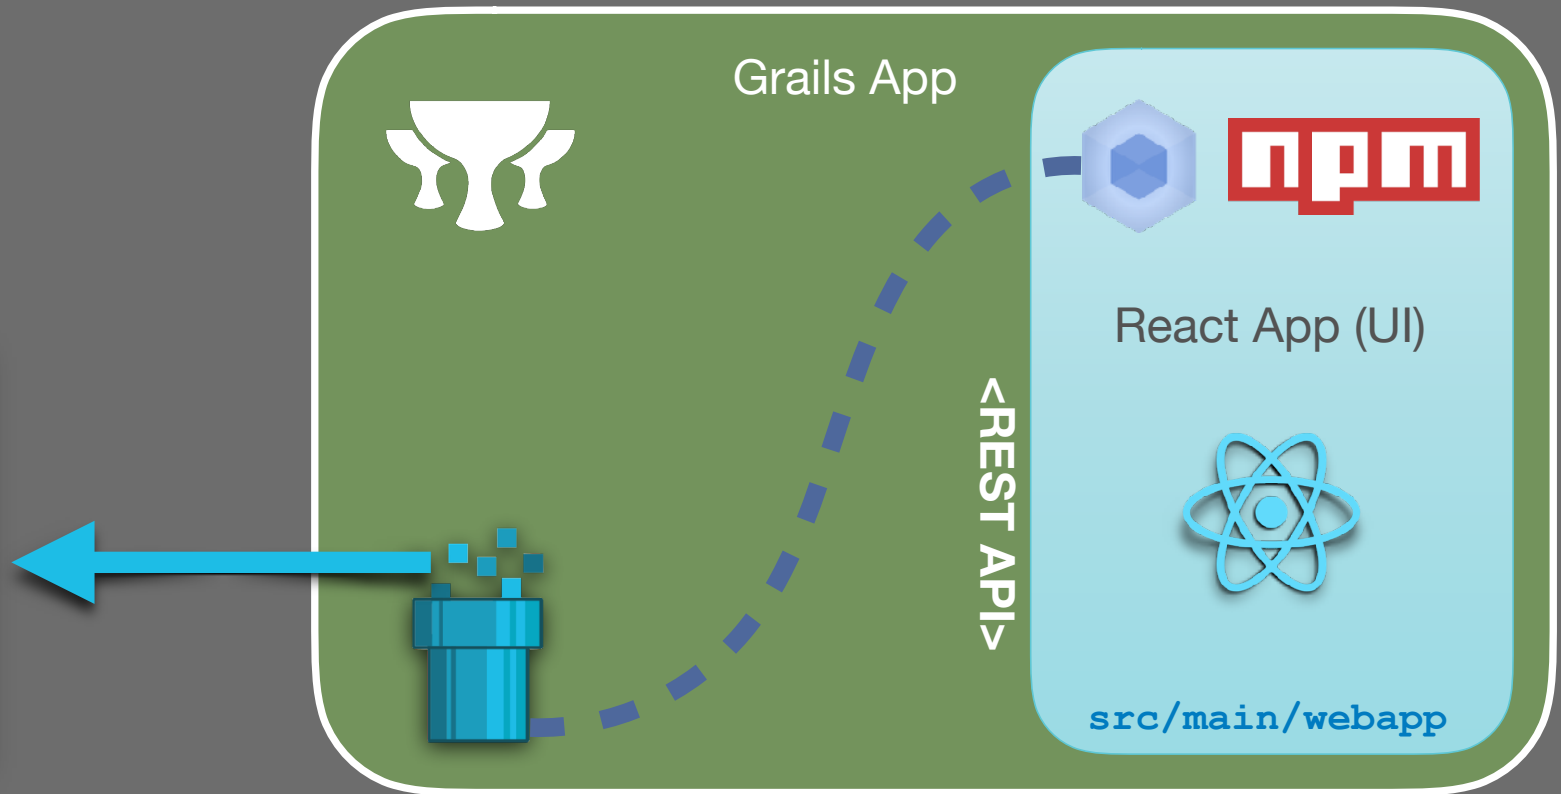 Grails App
npm
React App (UI)
<REST API>
src/main/webapp